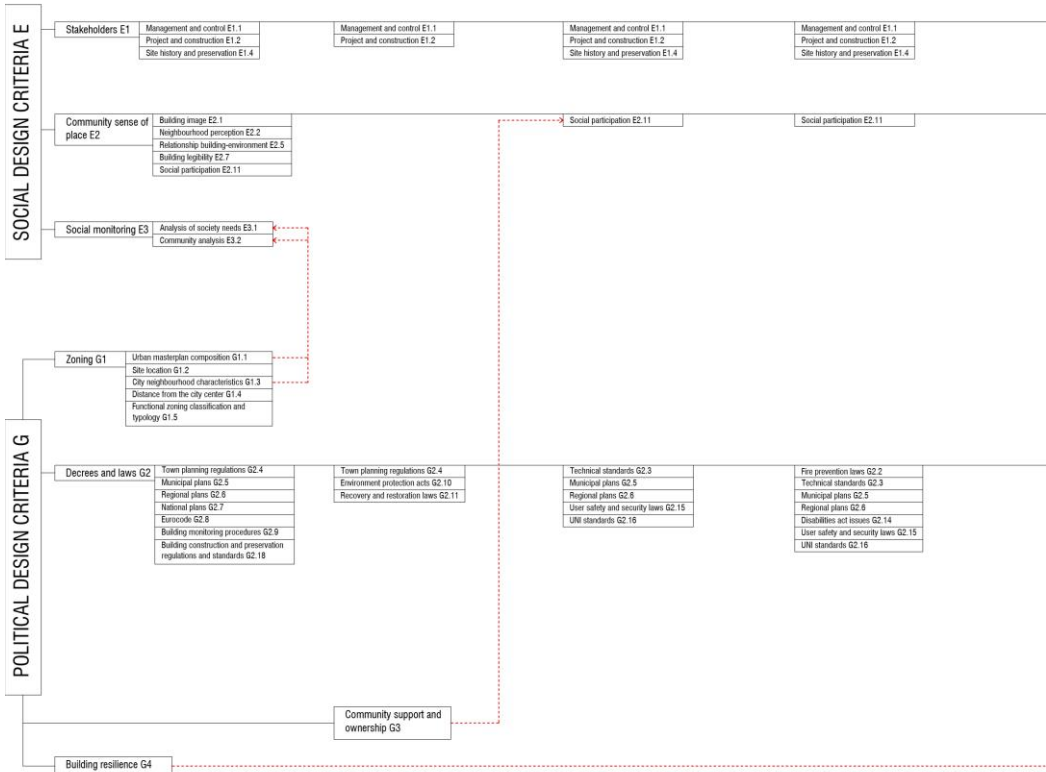 SOCIAL DESIGN CRITERIA E
Stakeholders E1
Management and control E1.1
Project and construction E1.2
Site history and preservation E1.4
Management and control E1.1
Project and construction E1.2
Management and control E1.1
Project and construction E1.2
Site history and preservation E1.4
Management and control E1.1
Project and construction E1.2
Site history and preservation E1.4
Community sense of
place E2
Building image E2.1
Neighbourhood perception E2.2
Relationship building-environment E2.5
Building legibility E2.7
Social participation E2.11
Social participation E2.11
Social participation E2.11
Social monitoring E3
Analysis of society needs E3.1
Community analysis E3.2
POLITICAL DESIGN CRITERIA G
Zoning G1
Urban masterplan composition G1.1
Site location G1.2
City neighbourhood characteristics G1.3
Distance from the city center G1.4
Functional zoning classification and
typology G1.5
Decrees and laws G2
Town planning regulations G2.4
Municipal plans G2.5
Regional plans G2.6
National plans G2.7
Eurocode G2.8
Building monitoring procedures G2.9
Building construction and preservation
regulations and standards G2.18
Town planning regulations G2.4
Environment protection acts G2.10
Recovery and restoration laws G2.11
Technical standards G2.3
Municipal plans G2.5
Regional plans G2.6
User safety and security laws G2.15
UNI standards G2.16
Fire prevention laws G2.2
Technical standards G2.3
Municipal plans G2.5
Regional plans G2.6
Disabilities act issues G2.14
User safety and security laws G2.15
UNI standards G2.16
Community support and
ownership G3
Building resilience G4